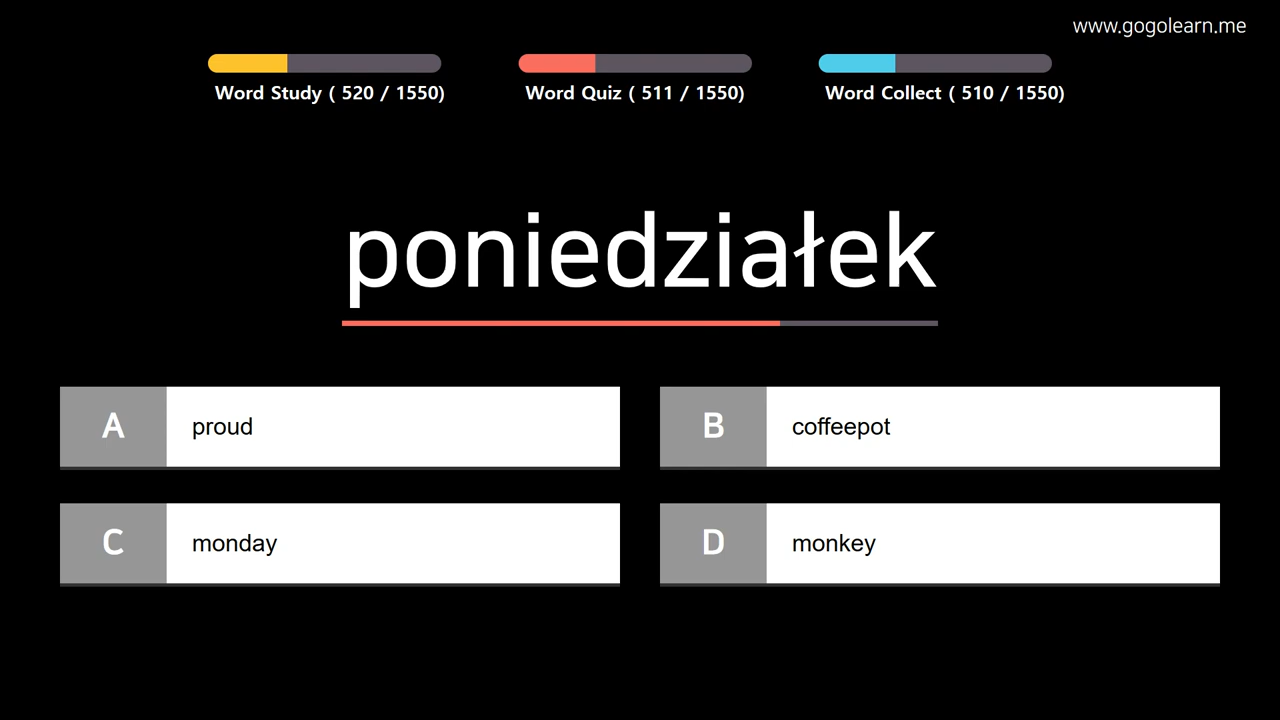 www.gogolearn.me
Word Study ( 520 / 1550)
Word Quiz ( 511 / 1550)
Word Collect ( 510 / 1550)
poniedziałek
A proud
B coffeepot
C monday
D monkey